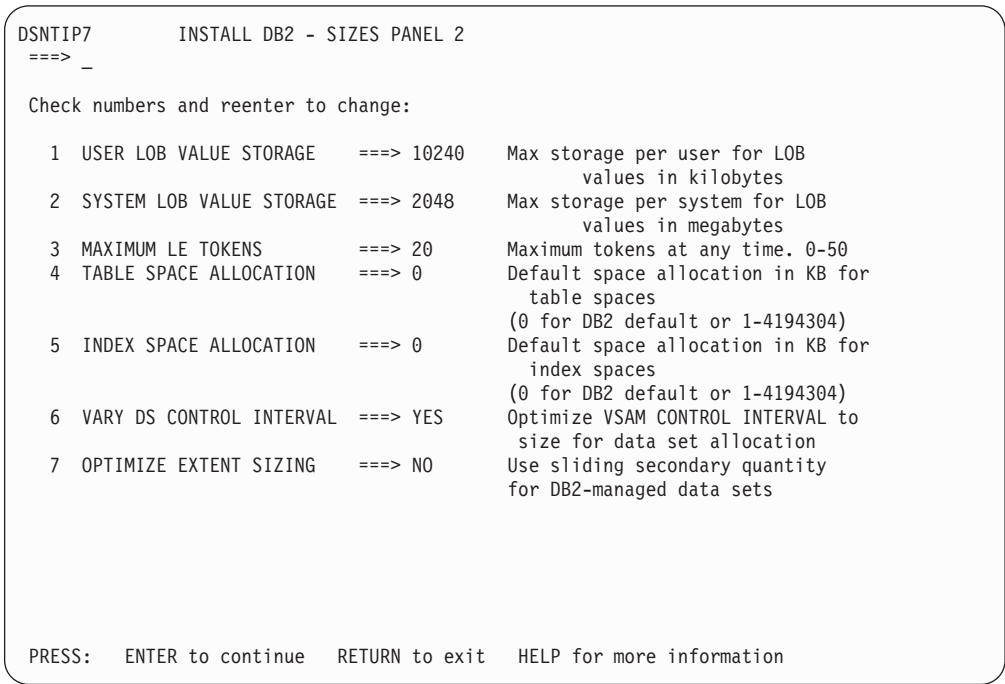 DSNTIP7 INSTALL DB2 - SIZES PANEL 2
===> _
Check numbers and reenter to change:
1 USER LOB VALUE STORAGE ===> 10240 Max storage per user for LOB
values in kilobytes
2 SYSTEM LOB VALUE STORAGE ===> 2048 Max storage per system for LOB
values in megabytes
3 MAXIMUM LE TOKENS ===> 20 Maximum tokens at any time. 0-50
4 TABLE SPACE ALLOCATION ===> 0 Default space allocation in KB for
table spaces
(0 for DB2 default or 1-4194304)
5 INDEX SPACE ALLOCATION ===> 0 Default space allocation in KB for
index spaces
(0 for DB2 default or 1-4194304)
6 VARY DS CONTROL INTERVAL ===> YES Optimize VSAM CONTROL INTERVAL to
size for data set allocation
7 OPTIMIZE EXTENT SIZING ===> NO Use sliding secondary quantity
for DB2-managed data sets
PRESS: ENTER to continue RETURN to exit HELP for more information